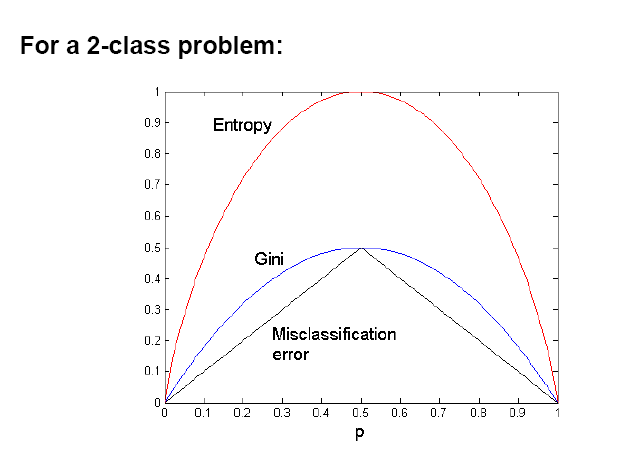 For a 2-class problem:
1
0.9
0.8
0.7
0.6
0.5
0.4
0.3
0.2
0.1
0
Entropy
Gini
Misclassification
error
0 0.1 0.2 0.3 0.4 0.5 0.6 0.7 0.8 0.9 1
p